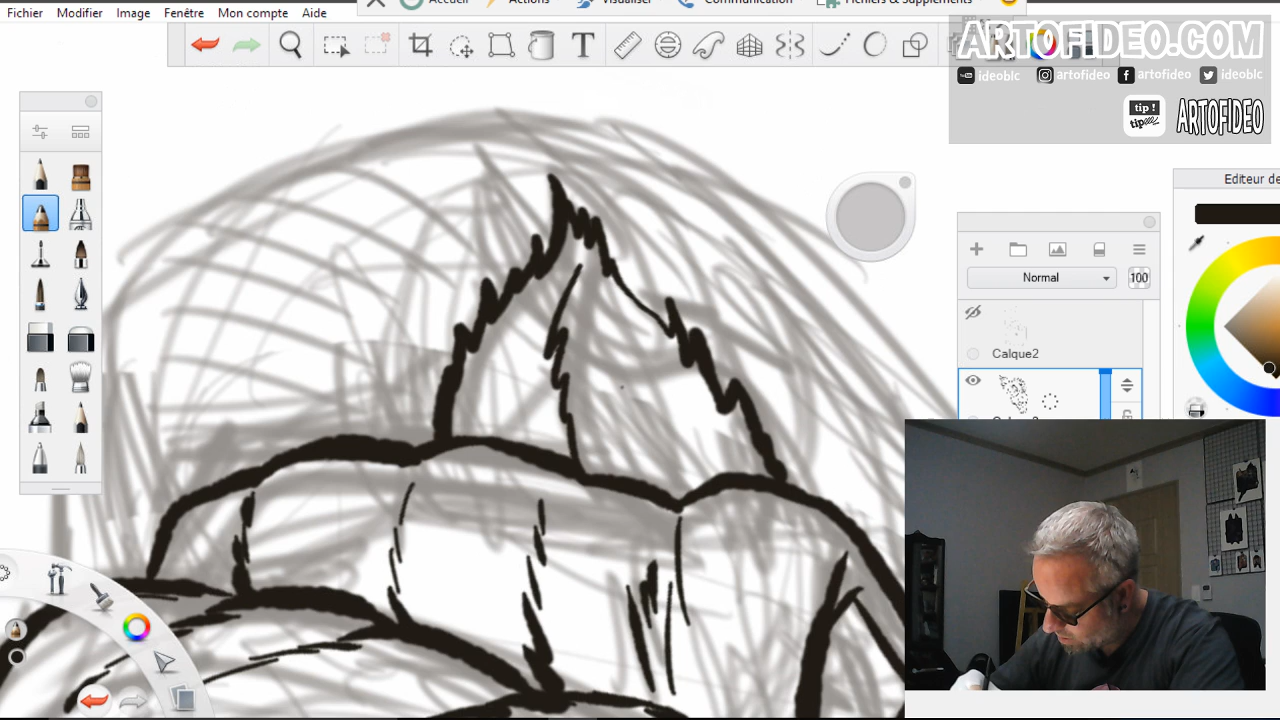 Accueil Actions Visualiser Communication Fichiers & Suppléments
Fichier Edition Image Fenêtre Mon compte Aide
ARTOFIDEO.COM
ideoblc artofideo artofideo ideoblc
tip !
tip
ARTOFIDEO
Editeur de
Normal 100
Calque2